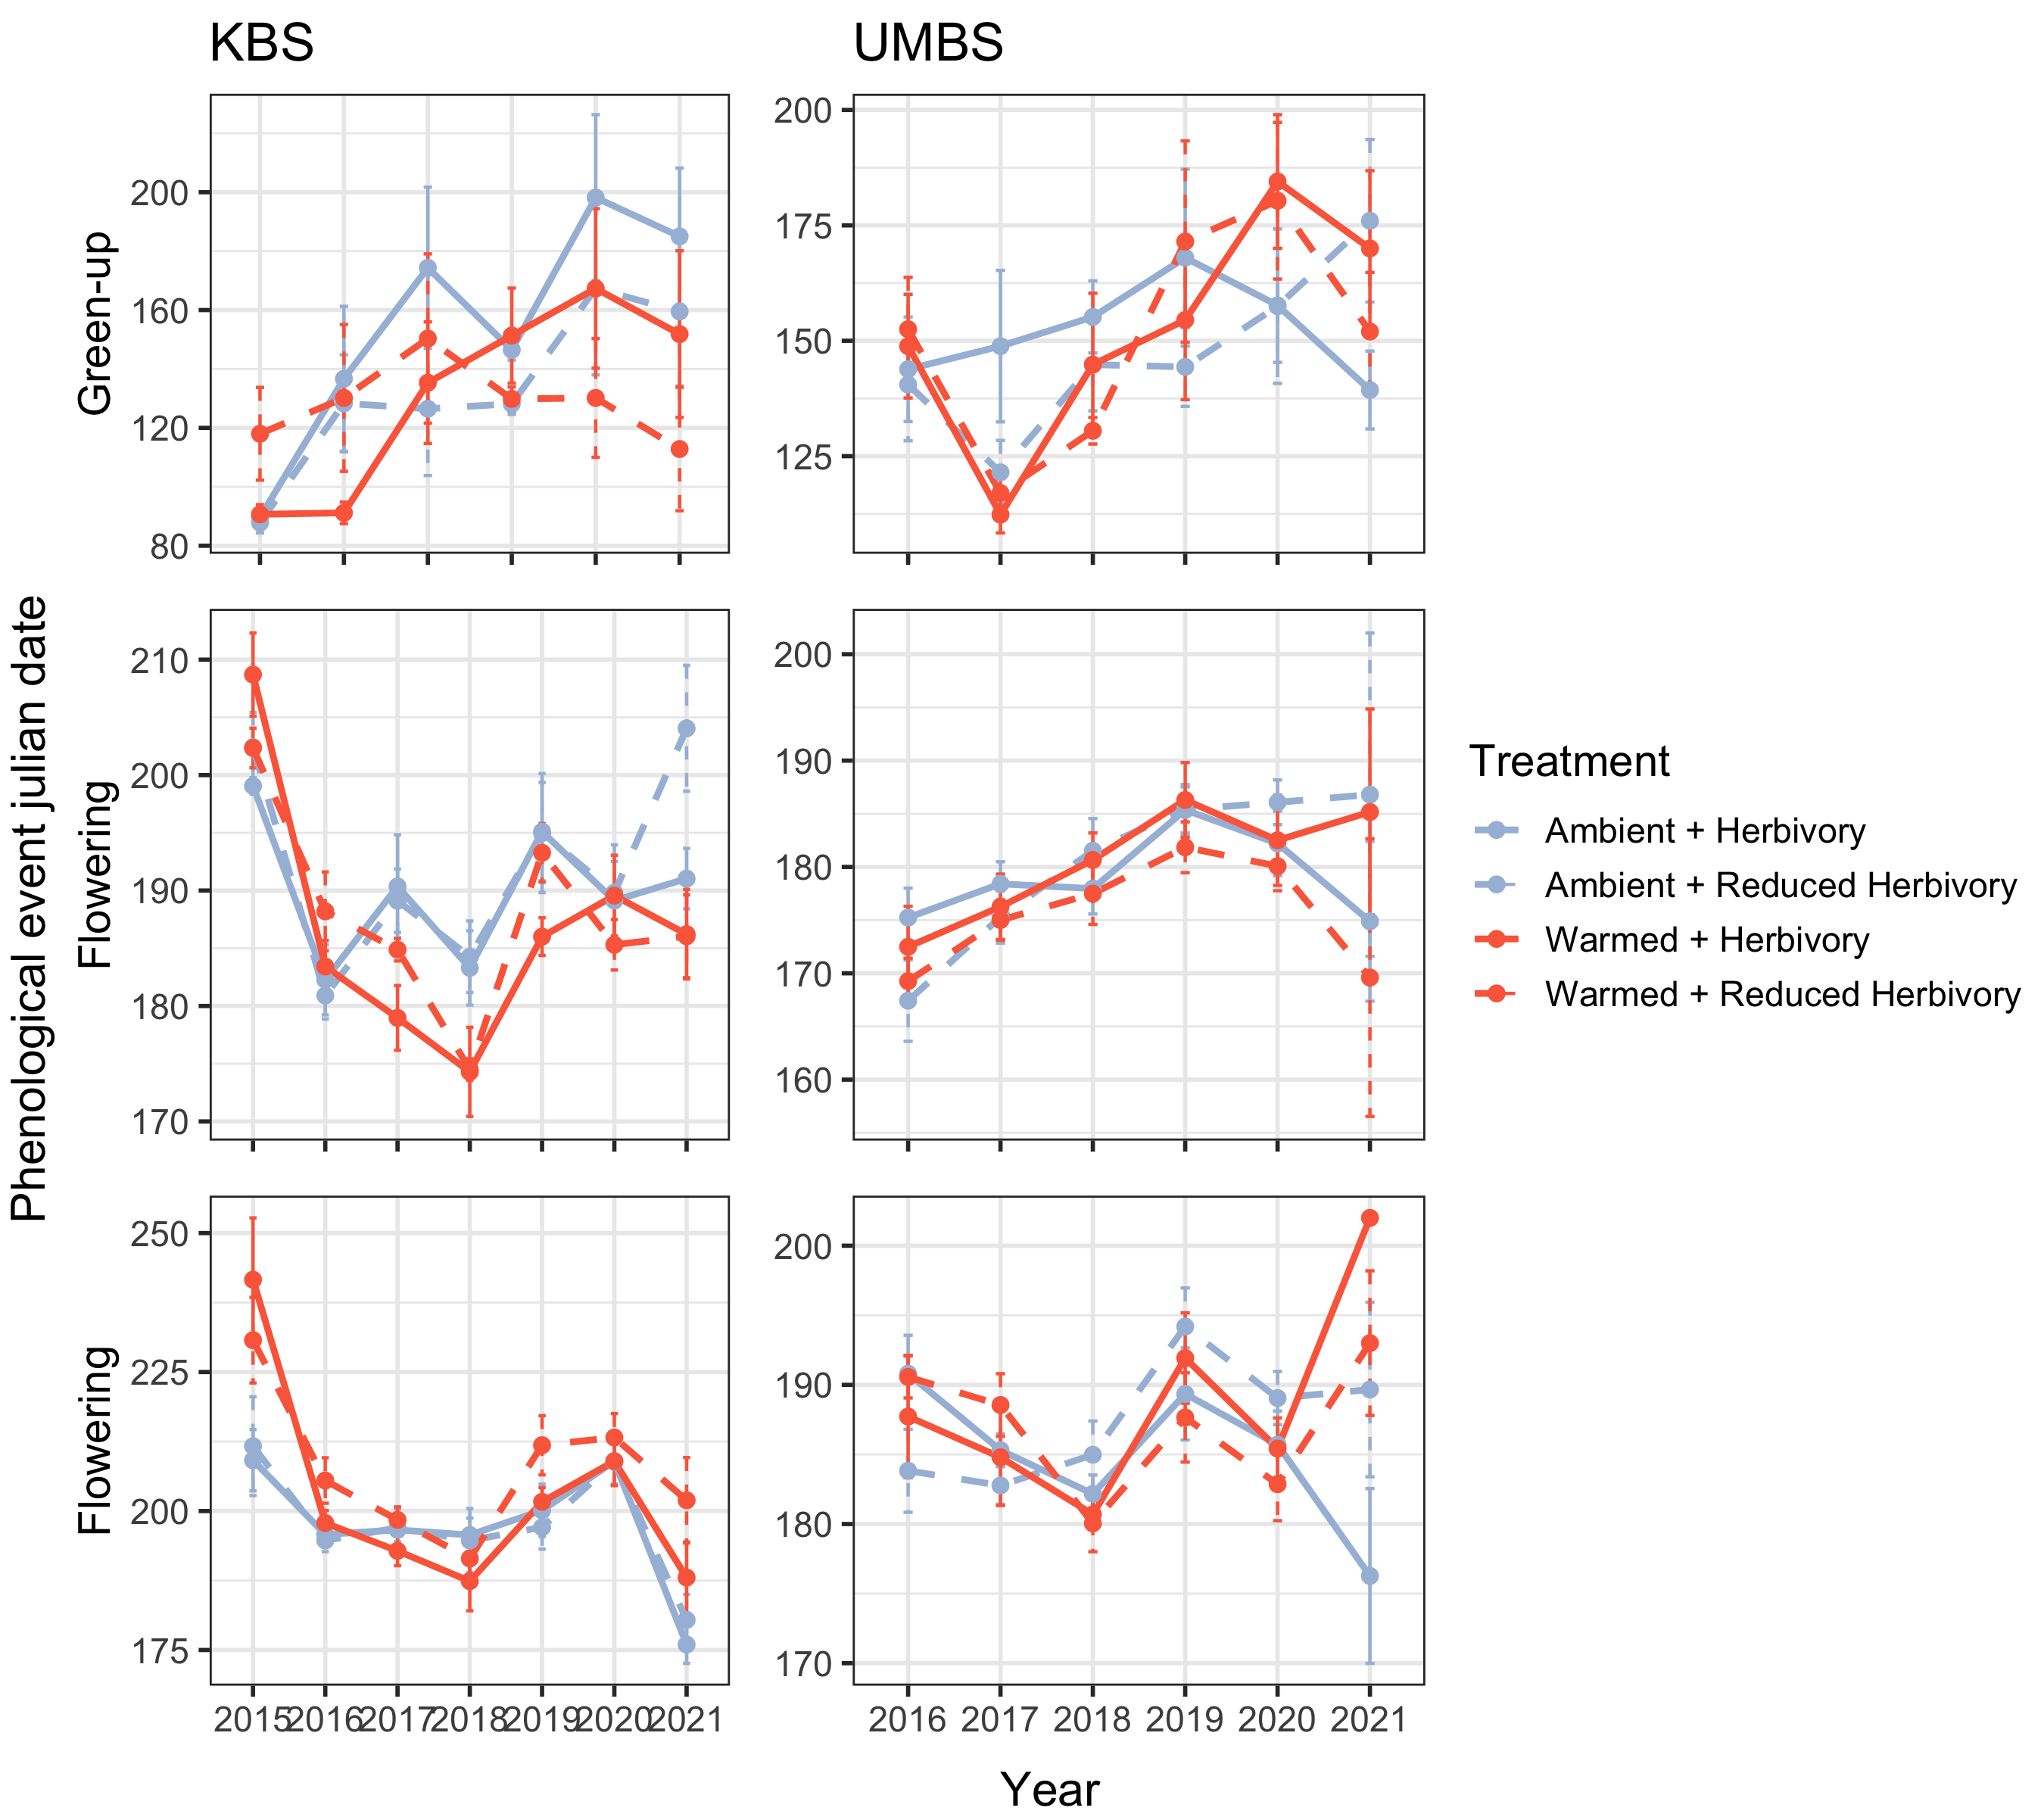 KBS
UMBS
Phenological event julian date
Green-up
200
160
120
80
200
175
150
125
Flowering
210
200
190
180
170
200
190
180
170
160
Flowering
250
225
200
175
200
190
180
170
2015 2016 2017 2018 2019 2020 2021
2016 2017 2018 2019 2020 2021
Year
Treatment
Ambient + Herbivory
Ambient + Reduced Herbivory
Warmed + Herbivory
Warmed + Reduced Herbivory